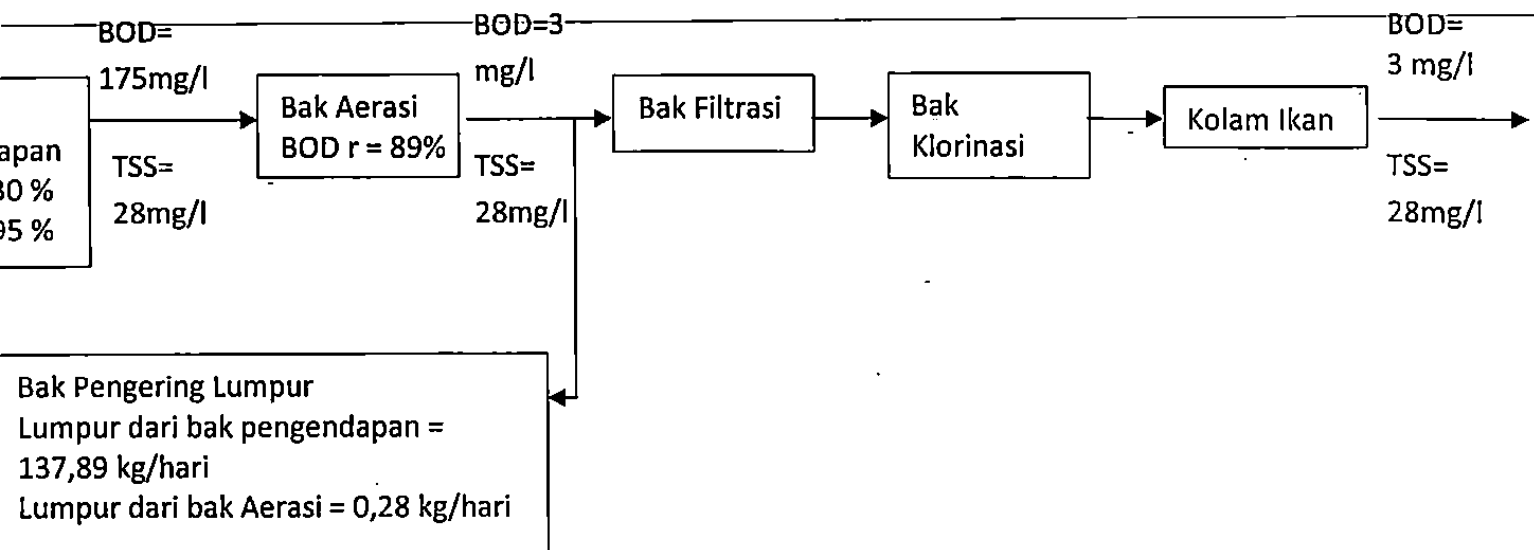 BOD=
175mg/l
TSS=
28mg/l
Bak Aerasi
BOD r = 89%
BOD=3
mg/l
TSS=
28mg/l
Bak Filtrasi
Bak
Klorinasi
Kolam Ikan
BOD=
3 mg/l
TSS=
28mg/l
apan
30 %
95 %
Bak Pengering Lumpur
Lumpur dari bak pengendapan =
137,89 kg/hari
Lumpur dari bak Aerasi = 0,28 kg/hari